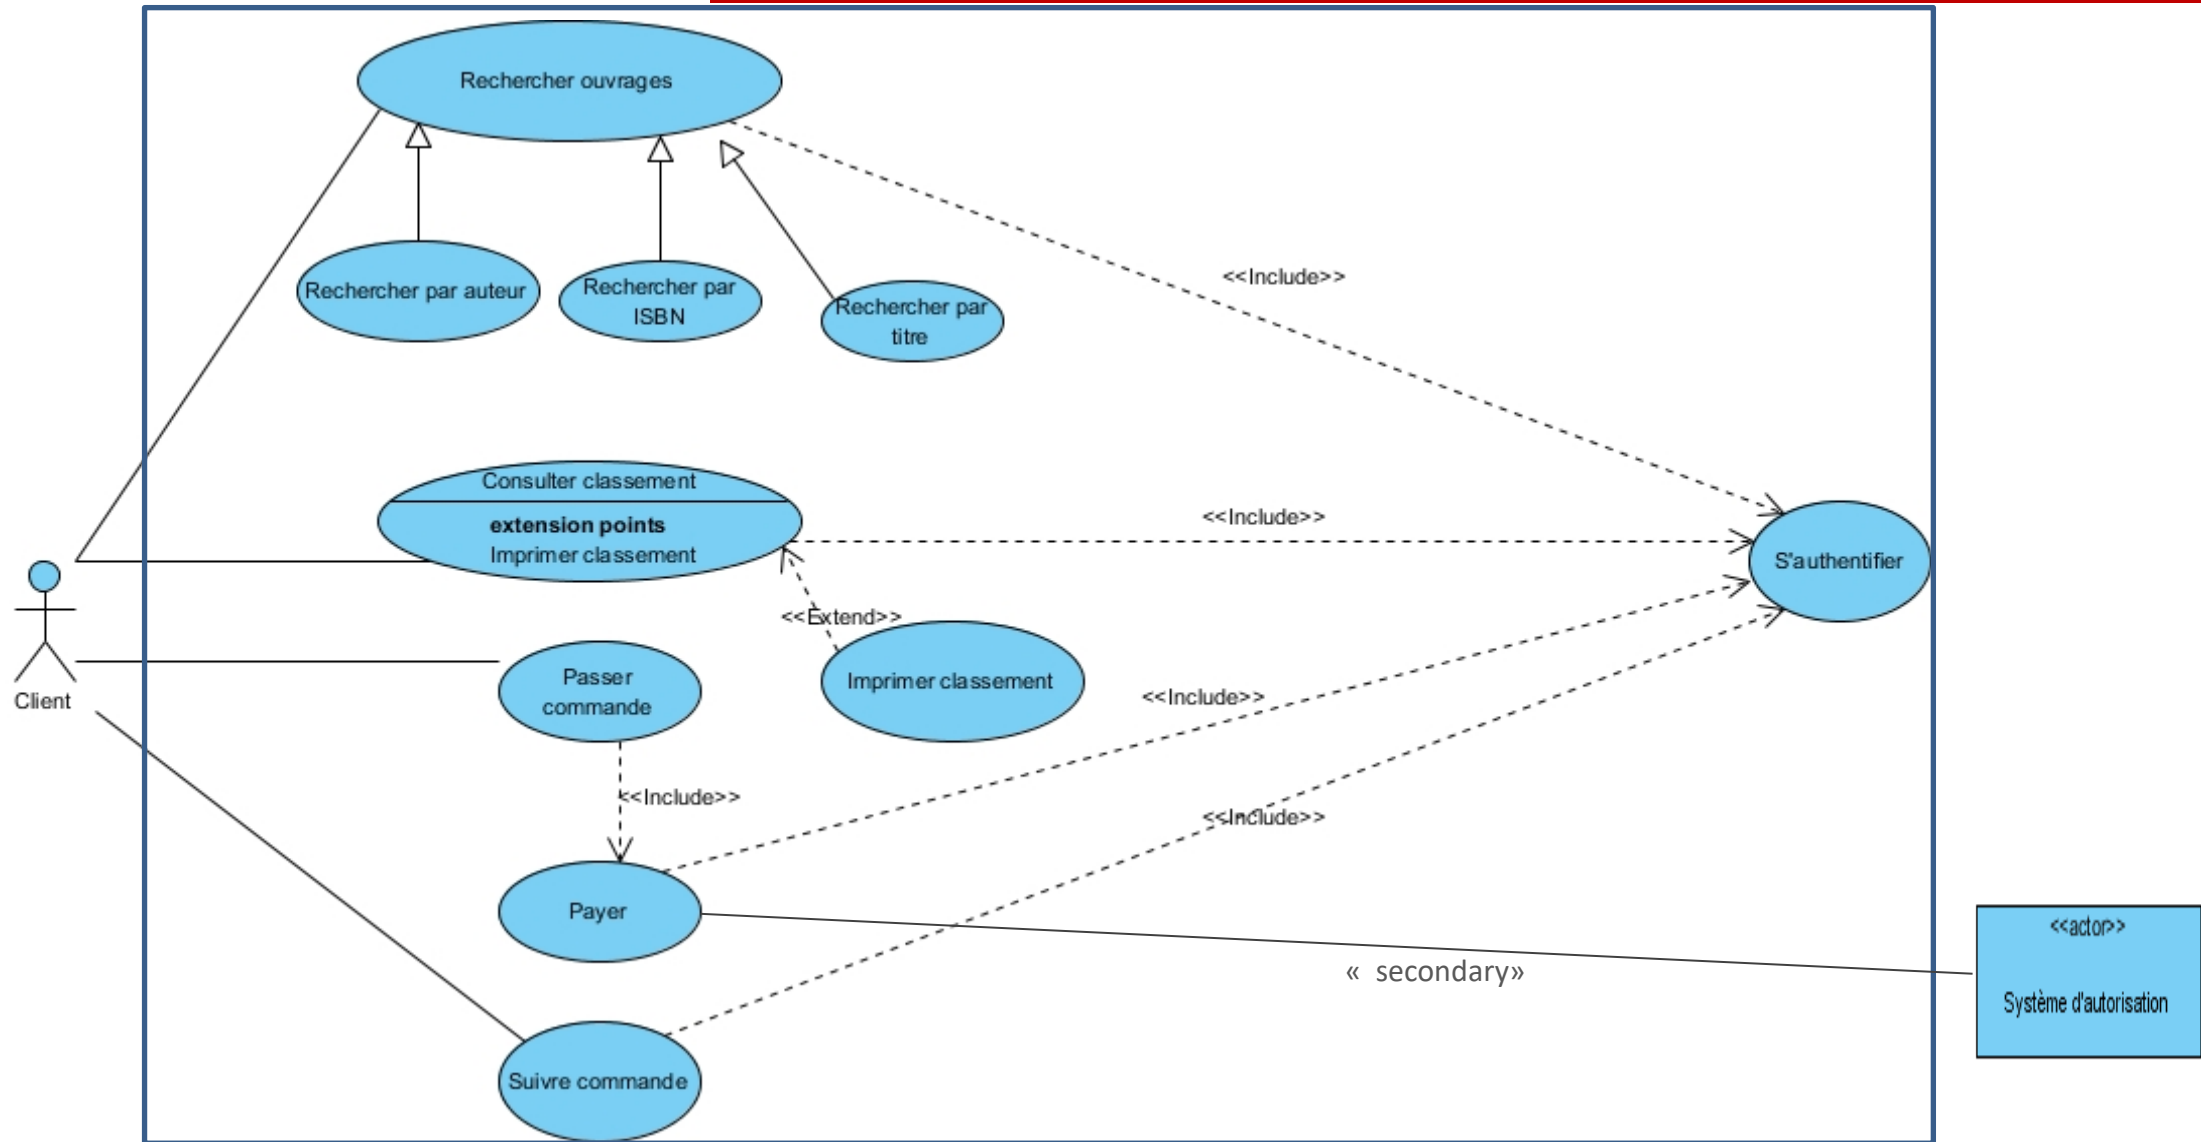 Rechercher ouvrages
<<Include>>
Rechercher par auteur
Rechercher par
ISBN
Rechercher par
titre
Consulter classement
extension points
Imprimer classement
<<Include>>
S'authentifier
<<Extend>>
Imprimer classement
Client
Passer
commande
<<Include>>
<<Include>>
<<Include>>
Payer
« secondary»
<<actor>>
Système d'autorisation
Suivre commande